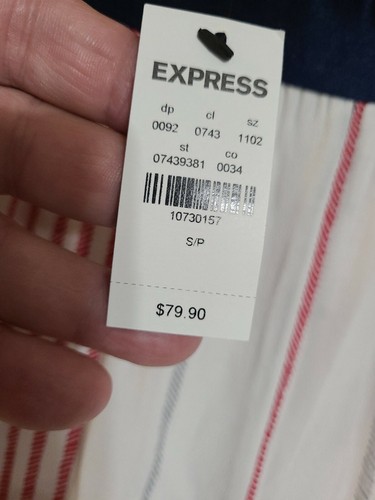 EXPRESS
dp cl sz
0092 0743 1102
st co
07439381 0034
10730157
S/P
$79.90